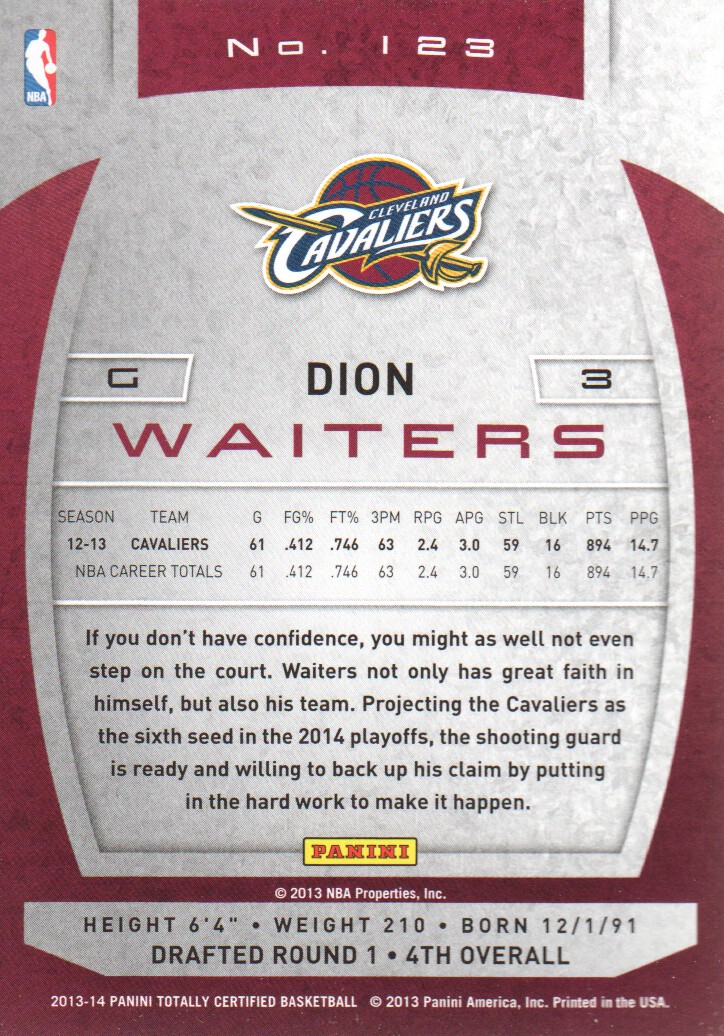 No. 123
NBA
CLEVELAND
CAVALIERS
G DION 3
WAITERS
SEASON TEAM G FG% FT% 3PM RPG APG STL BLK PTS PPG
12-13 CAVALIERS 61 .412 .746 63 2.4 3.0 59 16 894 14.7
NBA CAREER TOTALS 61 .412 .746 63 2.4 3.0 59 16 894 14.7
If you don't have confidence, you might as well not even
step on the court. Waiters not only has great faith in
himself, but also his team. Projecting the Cavaliers as
the sixth seed in the 2014 playoffs, the shooting guard
is ready and willing to back up his claim by putting
in the hard work to make it happen.
PANINI
© 2013 NBA Properties, Inc.
HEIGHT 6'4" • WEIGHT 210 • BORN 12/1/91
DRAFTED ROUND 1 • 4TH OVERALL
2013-14 PANINI TOTALLY CERTIFIED BASKETBALL © 2013 Panini America, Inc. Printed in the USA.